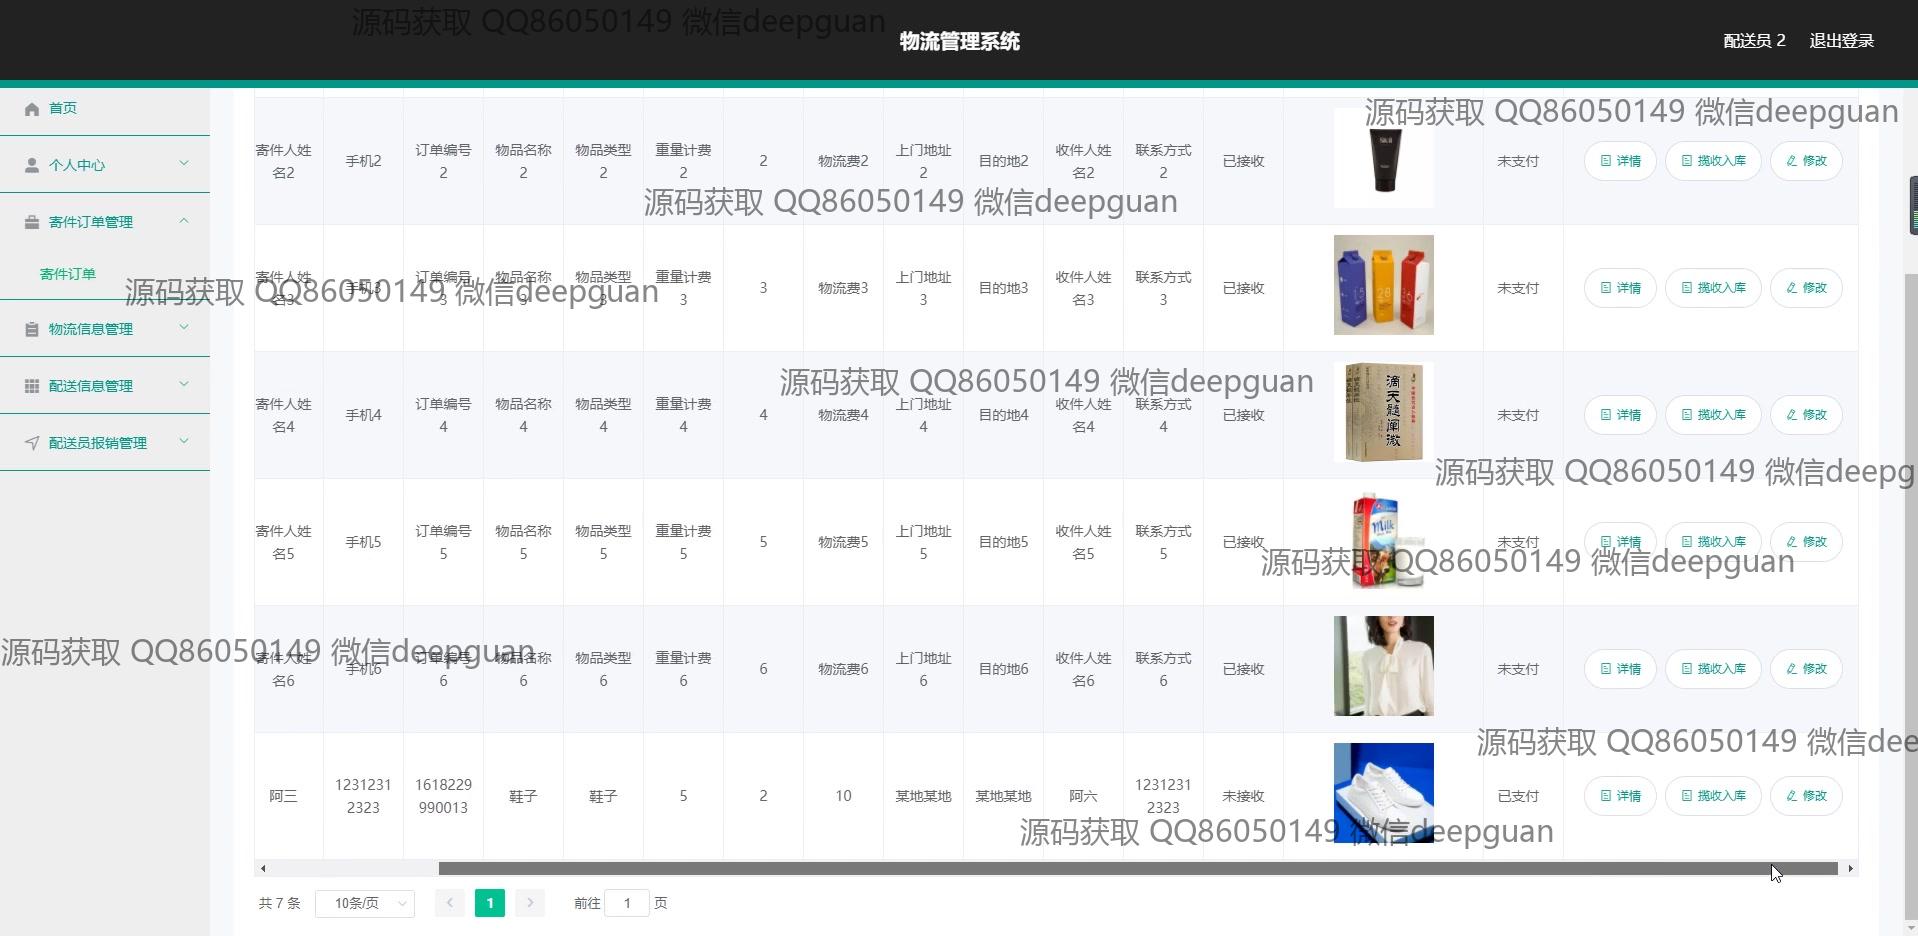 源码获取 QQ86050149 微信deepguan
物流管理系统
配送员 2 退出登录
首页
源码获取 QQ86050149 微信deepguan
个人中心
寄件人姓名2 手机2 订单编号2 物品名称2 物品类型2 重量计费2 2 物流费2 上门地址2 目的地2 收件人姓名2 联系方式2 已接收 未支付 详情 揽收入库 修改
源码获取 QQ86050149 微信deepguan
寄件订单管理
寄件订单
源码获取 QQ86050149 微信deepguan
寄件人姓名3 手机3 订单编号3 物品名称3 物品类型3 重量计费3 3 物流费3 上门地址3 目的地3 收件人姓名3 联系方式3 已接收 未支付 详情 揽收入库 修改
物流信息管理
配送信息管理
源码获取 QQ86050149 微信deepguan
寄件人姓名4 手机4 订单编号4 物品名称4 物品类型4 重量计费4 4 物流费4 上门地址4 目的地4 收件人姓名4 联系方式4 已接收 滴天髓阐微 未支付 详情 揽收入库 修改
配送员报销管理
源码获取 QQ86050149 微信deepg
寄件人姓名5 手机5 订单编号5 物品名称5 物品类型5 重量计费5 5 物流费5 上门地址5 目的地5 收件人姓名5 联系方式5 已接收 Milk 未支付 详情 揽收入库 修改
源码获取 QQ86050149 微信deepguan
源码获取 QQ86050149 微信deepguan
寄件人姓名6 手机6 订单编号6 物品名称6 物品类型6 重量计费6 6 物流费6 上门地址6 目的地6 收件人姓名6 联系方式6 已接收 未支付 详情 揽收入库 修改
源码获取 QQ86050149 微信dee
阿三 12312312323 1618229990013 鞋子 鞋子 5 2 10 某地某地 某地某地 阿六 12312312323 未接收 已支付 详情 揽收入库 修改
源码获取 QQ86050149 微信deepguan
共 7 条 10条/页 1 前往 1 页